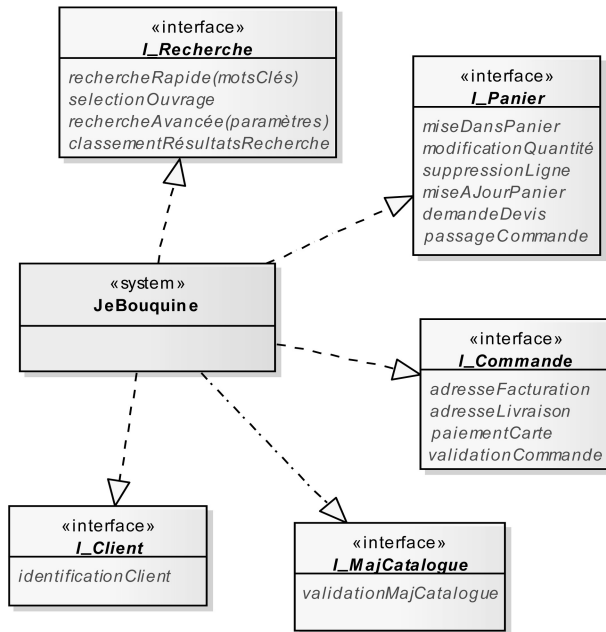 «interface»
I_Recherche
rechercheRapide(motsClés)
selectionOuvrage
rechercheAvancée(paramètres)
classementRésultatsRecherche
«interface»
I_Panier
miseDansPanier
modificationQuantité
suppressionLigne
miseAJourPanier
demandeDevis
passageCommande
«system»
JeBouquine
«interface»
I_Commande
adresseFacturation
adresseLivraison
paiementCarte
validationCommande
«interface»
I_Client
identificationClient
«interface»
I_MajCatalogue
validationMajCatalogue